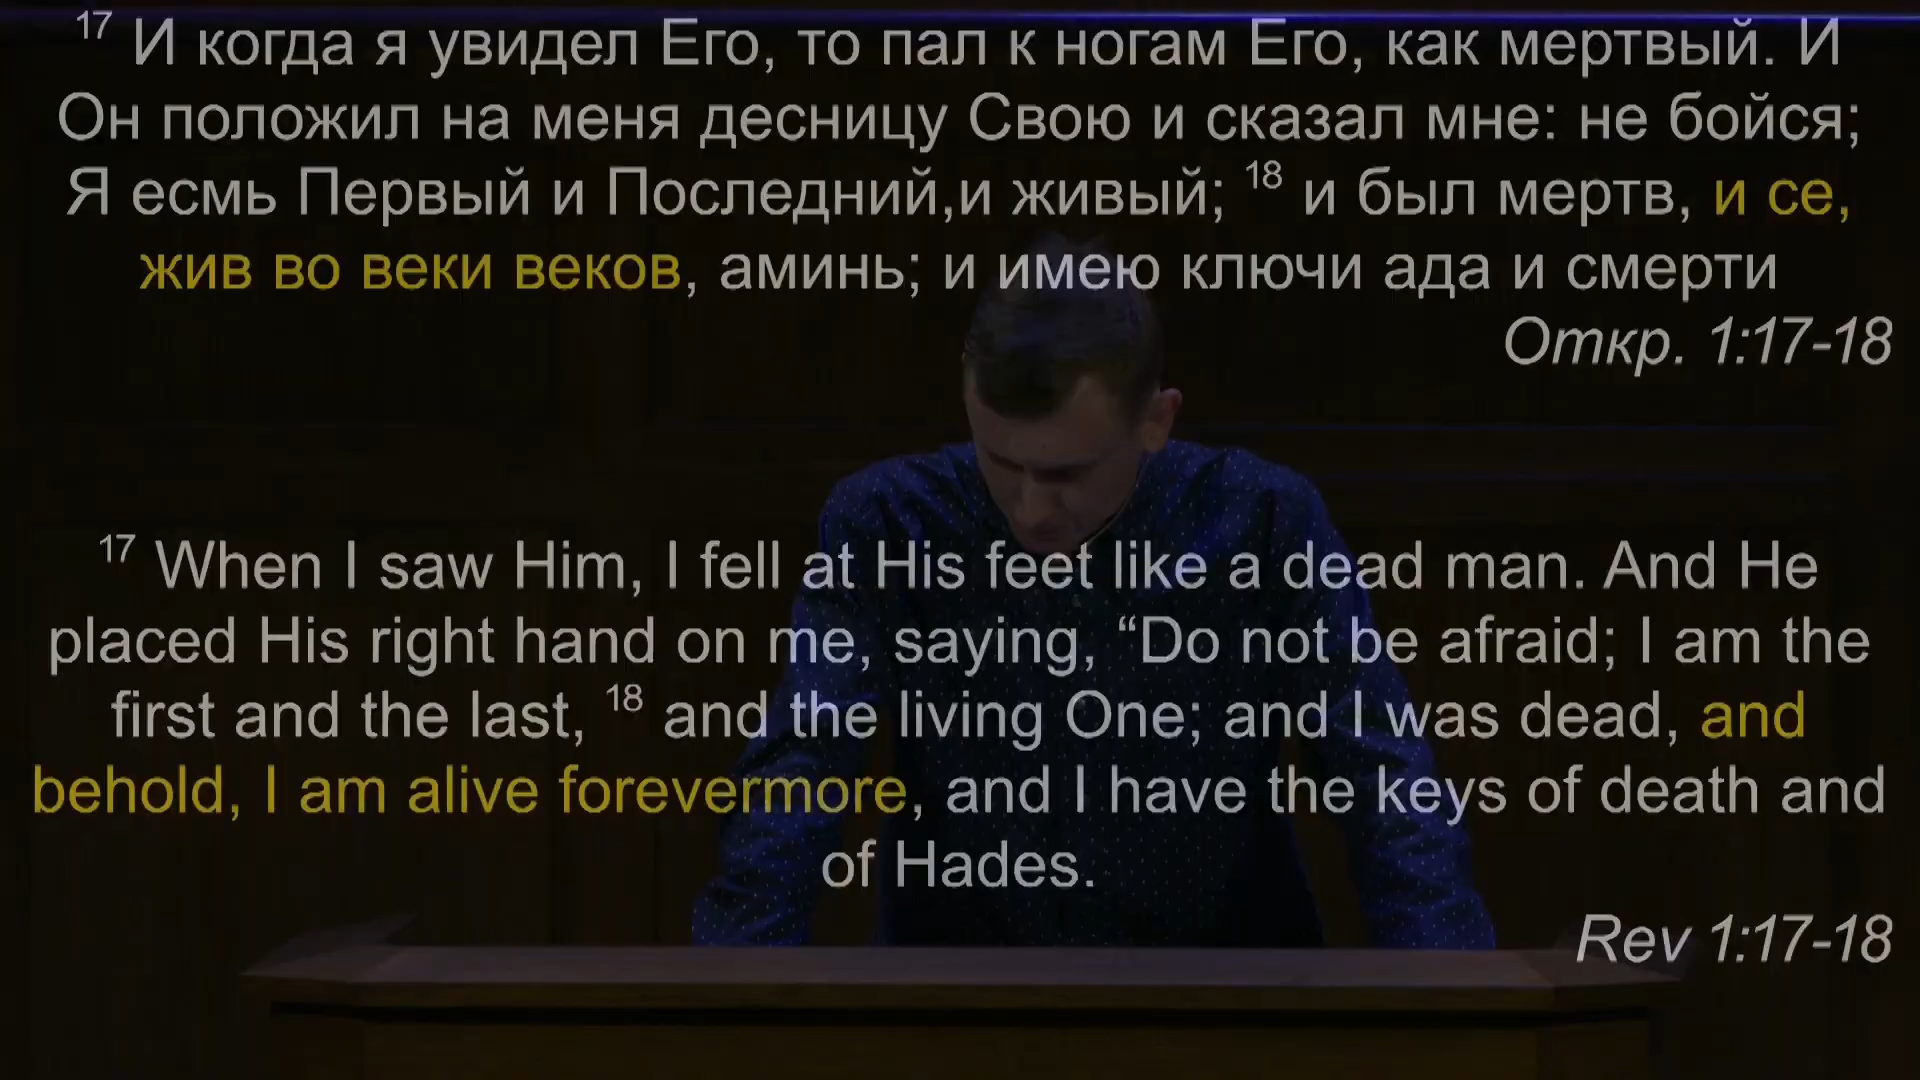 17 И когда я увидел Его, то пал к ногам Его, как мертвый. И
Он положил на меня десницу Свою и сказал мне: не бойся;
Я есмь Первый и Последний,и живый; 18 и был мертв, и се,
жив во веки веков, аминь; и имею ключи ада и смерти
Откр. 1:17-18
17 When I saw Him, I fell at His feet like a dead man. And He
placed His right hand on me, saying, “Do not be afraid; I am the
first and the last, 18 and the living One; and I was dead, and
behold, I am alive forevermore, and I have the keys of death and
of Hades.
Rev 1:17-18